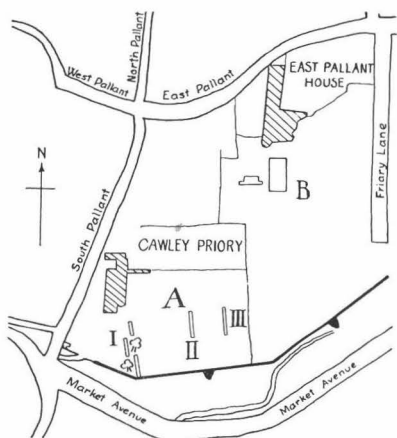 North Pallant
West Pallant
East Pallant
EAST PALLANT
HOUSE
Friary Lane
N
B
South Pallant
CAWLEY PRIORY
A
I
II
III
Market Avenue
Market Avenue